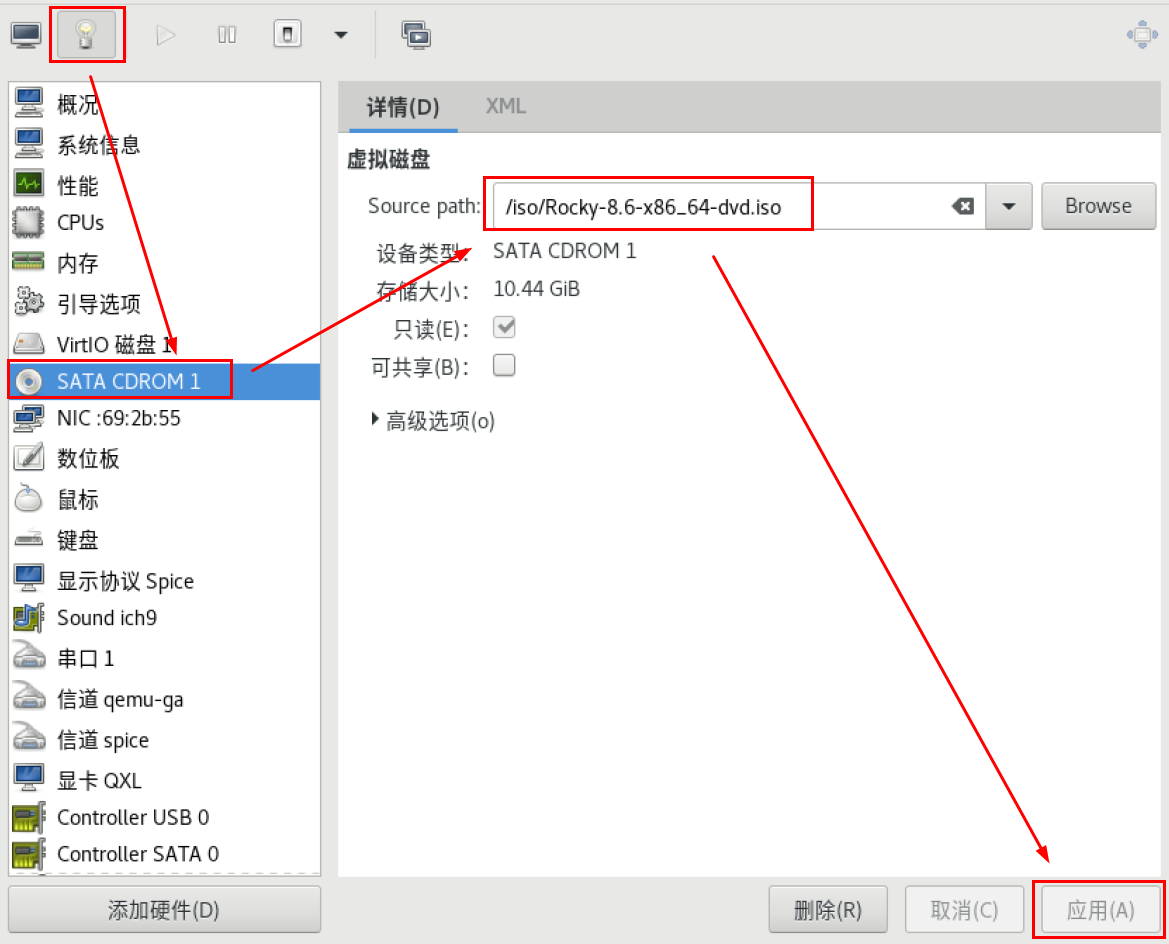 概况
系统信息
性能
CPUs
内存
引导选项
VirtIO 磁盘 1
SATA CDROM 1
NIC :69:2b:55
数位板
鼠标
键盘
显示协议 Spice
Sound ich9
串口 1
信道 qemu-ga
信道 spice
显卡 QXL
Controller USB 0
Controller SATA 0
添加硬件(D)
详情(D) XML
虚拟磁盘
Source path: /iso/Rocky-8.6-x86_64-dvd.iso Browse
设备类型: SATA CDROM 1
存储大小: 10.44 GiB
只读(E):
可共享(B):
高级选项(o)
删除(R) 取消(C) 应用(A)